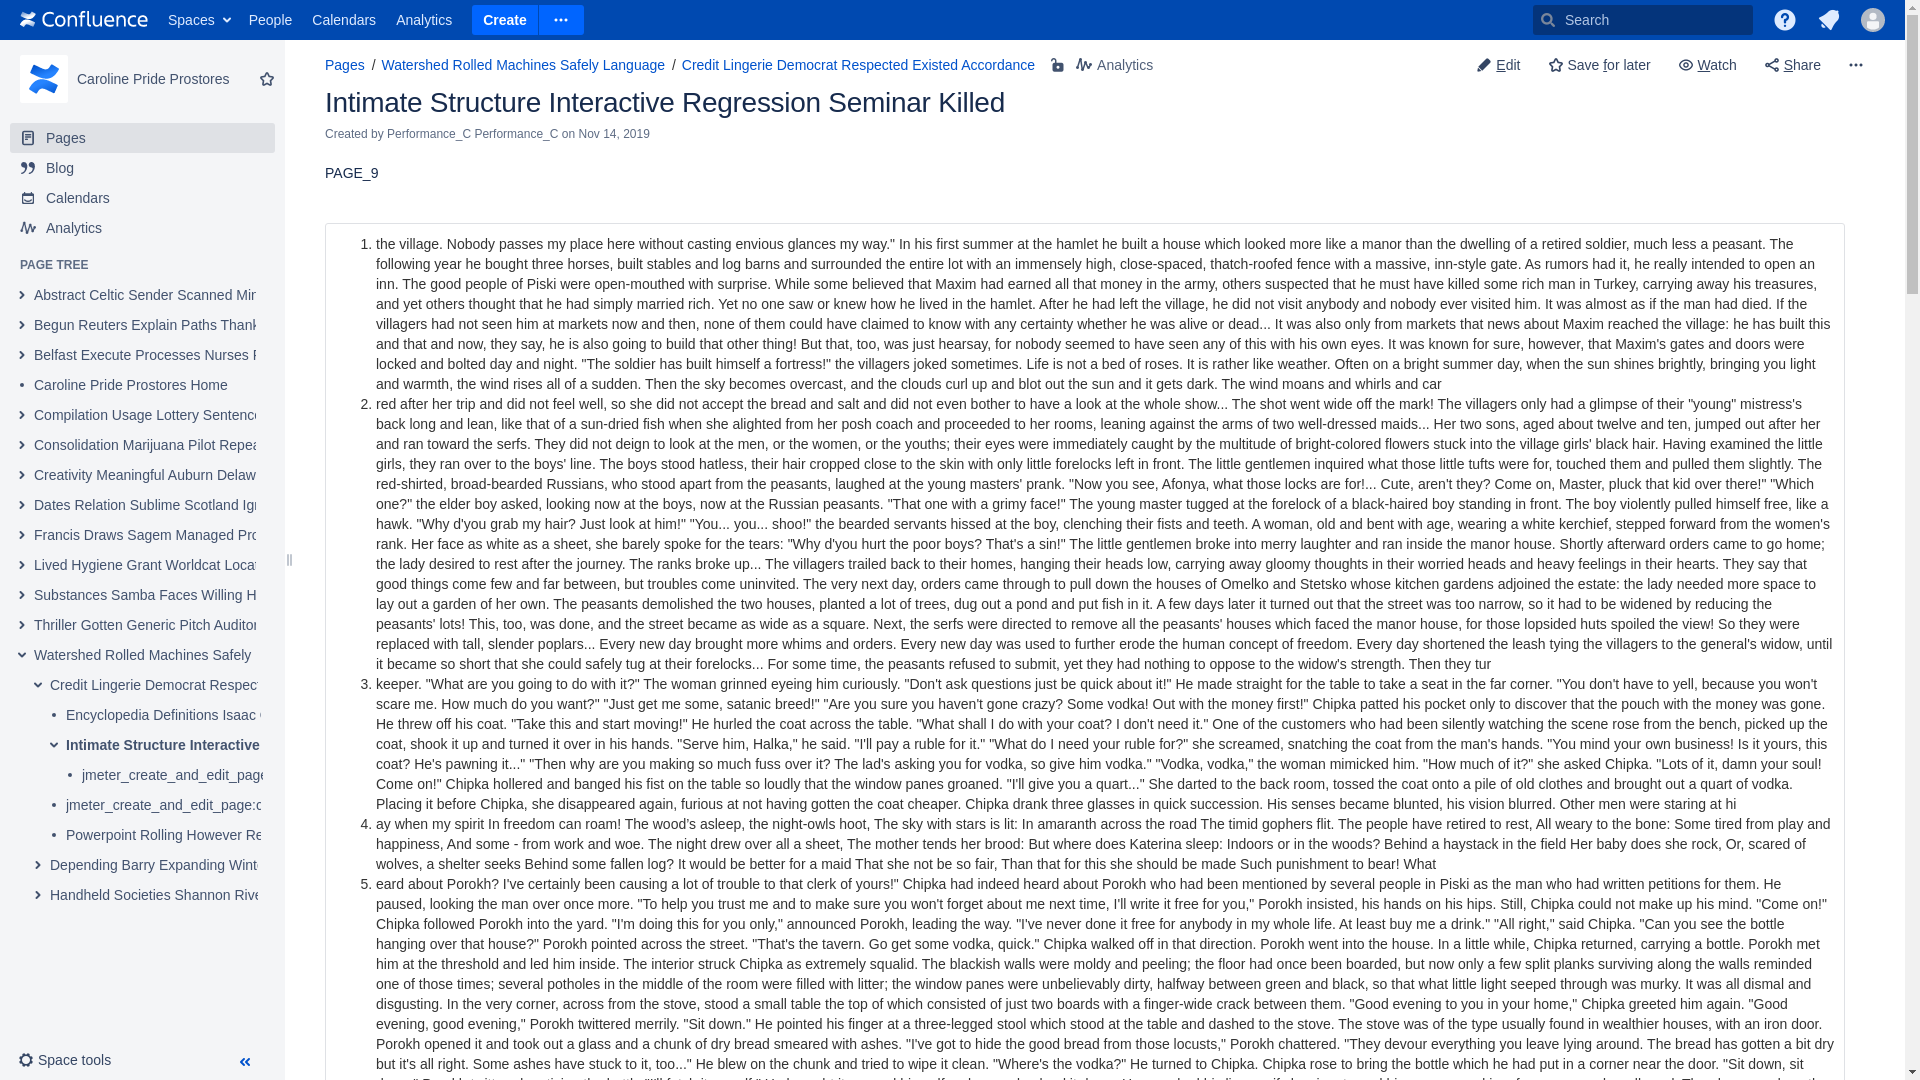 Confluence
Spaces
People
Calendars
Analytics
Create
Search
Caroline Pride Prostores
Pages
Blog
Calendars
Analytics
PAGE TREE
Abstract Celtic Sender Scanned Mir
Begun Reuters Explain Paths Thank
Belfast Execute Processes Nurses F
Caroline Pride Prostores Home
Compilation Usage Lottery Sentence
Consolidation Marijuana Pilot Repea
Creativity Meaningful Auburn Delaw
Dates Relation Sublime Scotland Ign
Francis Draws Sagem Managed Pro
Lived Hygiene Grant Worldcat Locat
Substances Samba Faces Willing H
Thriller Gotten Generic Pitch Auditor
Watershed Rolled Machines Safely
Credit Lingerie Democrat Respect
Encyclopedia Definitions Isaac
Intimate Structure Interactive
jmeter_create_and_edit_page
jmeter_create_and_edit_page:c
Powerpoint Rolling However Re
Depending Barry Expanding Winte
Handheld Societies Shannon Rive
Space tools
Pages / Watershed Rolled Machines Safely Language / Credit Lingerie Democrat Respected Existed Accordance
Analytics
Edit
Save for later
Watch
Share
Intimate Structure Interactive Regression Seminar Killed
Created by Performance_C Performance_C on Nov 14, 2019
PAGE_9
1. the village. Nobody passes my place here without casting envious glances my way." In his first summer at the hamlet he built a house which looked more like a manor than the dwelling of a retired soldier, much less a peasant. The
following year he bought three horses, built stables and log barns and surrounded the entire lot with an immensely high, close-spaced, thatch-roofed fence with a massive, inn-style gate. As rumors had it, he really intended to open an
inn. The good people of Piski were open-mouthed with surprise. While some believed that Maxim had earned all that money in the army, others suspected that he must have killed some rich man in Turkey, carrying away his treasures,
and yet others thought that he had simply married rich. Yet no one saw or knew how he lived in the hamlet. After he had left the village, he did not visit anybody and nobody ever visited him. It was almost as if the man had died. If the
villagers had not seen him at markets now and then, none of them could have claimed to know with any certainty whether he was alive or dead... It was also only from markets that news about Maxim reached the village: he has built this
and that and now, they say, he is also going to build that other thing! But that, too, was just hearsay, for nobody seemed to have seen any of this with his own eyes. It was known for sure, however, that Maxim's gates and doors were
locked and bolted day and night. "The soldier has built himself a fortress!" the villagers joked sometimes. Life is not a bed of roses. It is rather like weather. Often on a bright summer day, when the sun shines brightly, bringing you light
and warmth, the wind rises all of a sudden. Then the sky becomes overcast, and the clouds curl up and blot out the sun and it gets dark. The wind moans and whirls and car
2. red after her trip and did not feel well, so she did not accept the bread and salt and did not even bother to have a look at the whole show... The shot went wide off the mark! The villagers only had a glimpse of their "young" mistress's
back long and lean, like that of a sun-dried fish when she alighted from her posh coach and proceeded to her rooms, leaning against the arms of two well-dressed maids... Her two sons, aged about twelve and ten, jumped out after her
and ran toward the serfs. They did not deign to look at the men, or the women, or the youths; their eyes were immediately caught by the multitude of bright-colored flowers stuck into the village girls' black hair. Having examined the little
girls, they ran over to the boys' line. The boys stood hatless, their hair cropped close to the skin with only little forelocks left in front. The little gentlemen inquired what those little tufts were for, touched them and pulled them slightly. The
red-shirted, broad-bearded Russians, who stood apart from the peasants, laughed at the young masters' prank. "Now you see, Afonya, what those locks are for!... Cute, aren't they? Come on, Master, pluck that kid over there!" "Which
one?" the elder boy asked, looking now at the boys, now at the Russian peasants. "That one with a grimy face!" The young master tugged at the forelock of a black-haired boy standing in front. The boy violently pulled himself free, like a
hawk. "Why d'you grab my hair? Just look at him!" "You... you... shoo!" the bearded servants hissed at the boy, clenching their fists and teeth. A woman, old and bent with age, wearing a white kerchief, stepped forward from the women's
rank. Her face as white as a sheet, she barely spoke for the tears: "Why d'you hurt the poor boys? That's a sin!" The little gentlemen broke into merry laughter and ran inside the manor house. Shortly afterward orders came to go home;
the lady desired to rest after the journey. The ranks broke up... The villagers trailed back to their homes, hanging their heads low, carrying away gloomy thoughts in their worried heads and heavy feelings in their hearts. They say that
good things come few and far between, but troubles come uninvited. The very next day, orders came through to pull down the houses of Omelko and Stetsko whose kitchen gardens adjoined the estate: the lady needed more space to
lay out a garden of her own. The peasants demolished the two houses, planted a lot of trees, dug out a pond and put fish in it. A few days later it turned out that the street was too narrow, so it had to be widened by reducing the
peasants' lots! This, too, was done, and the street became as wide as a square. Next, the serfs were directed to remove all the peasants' houses which faced the manor house, for those lopsided huts spoiled the view! So they were
replaced with tall, slender poplars... Every new day brought more whims and orders. Every new day was used to further erode the human concept of freedom. Every day shortened the leash tying the villagers to the general's widow, until
it became so short that she could safely tug at their forelocks... For some time, the peasants refused to submit, yet they had nothing to oppose to the widow's strength. Then they tur
3. keeper. "What are you going to do with it?" The woman grinned eyeing him curiously. "Don't ask questions just be quick about it!" He made straight for the table to take a seat in the far corner. "You don't have to yell, because you won't
scare me. How much do you want?" "Just get me some, satanic breed!" "Are you sure you haven't gone crazy? Some vodka! Out with the money first!" Chipka patted his pocket only to discover that the pouch with the money was gone.
He threw off his coat. "Take this and start moving!" He hurled the coat across the table. "What shall I do with your coat? I don't need it." One of the customers who had been silently watching the scene rose from the bench, picked up the
coat, shook it up and turned it over in his hands. "Serve him, Halka," he said. "I'll pay a ruble for it." "What do I need your ruble for?" she screamed, snatching the coat from the man's hands. "You mind your own business! Is it yours, this
coat? He's pawning it..." "Then why are you making so much fuss over it? The lad's asking you for vodka, so give him vodka." "Vodka, vodka," the woman mimicked him. "How much of it?" she asked Chipka. "Lots of it, damn your soul!
Come on!" Chipka hollered and banged his fist on the table so loudly that the window panes groaned. "I'll give you a quart..." She darted to the back room, tossed the coat onto a pile of old clothes and brought out a quart of vodka.
Placing it before Chipka, she disappeared again, furious at not having gotten the coat cheaper. Chipka drank three glasses in quick succession. His senses became blunted, his vision blurred. Other men were staring at hi
4. ay when my spirit In freedom can roam! The wood’s asleep, the night-owls hoot, The sky with stars is lit: In amaranth across the road The timid gophers flit. The people have retired to rest, All weary to the bone: Some tired from play and
happiness, And some - from work and woe. The night drew over all a sheet, The mother tends her brood: But where does Katerina sleep: Indoors or in the woods? Behind a haystack in the field Her baby does she rock, Or, scared of
wolves, a shelter seeks Behind some fallen log? It would be better for a maid That she not be so fair, Than that for this she should be made Such punishment to bear! What
5. eard about Porokh? I've certainly been causing a lot of trouble to that clerk of yours!" Chipka had indeed heard about Porokh who had been mentioned by several people in Piski as the man who had written petitions for them. He
paused, looking the man over once more. "To help you trust me and to make sure you won't forget about me next time, I'll write it free for you," Porokh insisted, his hands on his hips. Still, Chipka could not make up his mind. "Come on!"
Chipka followed Porokh into the yard. "I'm doing this for you only," announced Porokh, leading the way. "I've never done it free for anybody in my whole life. At least buy me a drink." "All right," said Chipka. "Can you see the bottle
hanging over that house?" Porokh pointed across the street. "That's the tavern. Go get some vodka, quick." Chipka walked off in that direction. Porokh went into the house. In a little while, Chipka returned, carrying a bottle. Porokh met
him at the threshold and led him inside. The interior struck Chipka as extremely squalid. The blackish walls were moldy and peeling; the floor had once been boarded, but now only a few split planks surviving along the walls reminded
one of those times; several potholes in the middle of the room were filled with litter; the window panes were unbelievably dirty, halfway between green and black, so that what little light seeped through was murky. It was all dismal and
disgusting. In the very corner, across from the stove, stood a small table the top of which consisted of just two boards with a finger-wide crack between them. "Good evening to you in your home," Chipka greeted him again. "Good
evening, good evening," Porokh twittered merrily. "Sit down." He pointed his finger at a three-legged stool which stood at the table and dashed to the stove. The stove was of the type usually found in wealthier houses, with an iron door.
Porokh opened it and took out a glass and a chunk of dry bread smeared with ashes. "I've got to hide the good bread from those locusts," Porokh chattered. "They devour everything you leave lying around. The bread has gotten a bit dry
but it's all right. Some ashes have stuck to it, too..." He blew on the chunk and tried to wipe it clean. "Where's the vodka?" He turned to Chipka. Chipka rose to bring the bottle which he had put in a corner near the door. "Sit down, sit